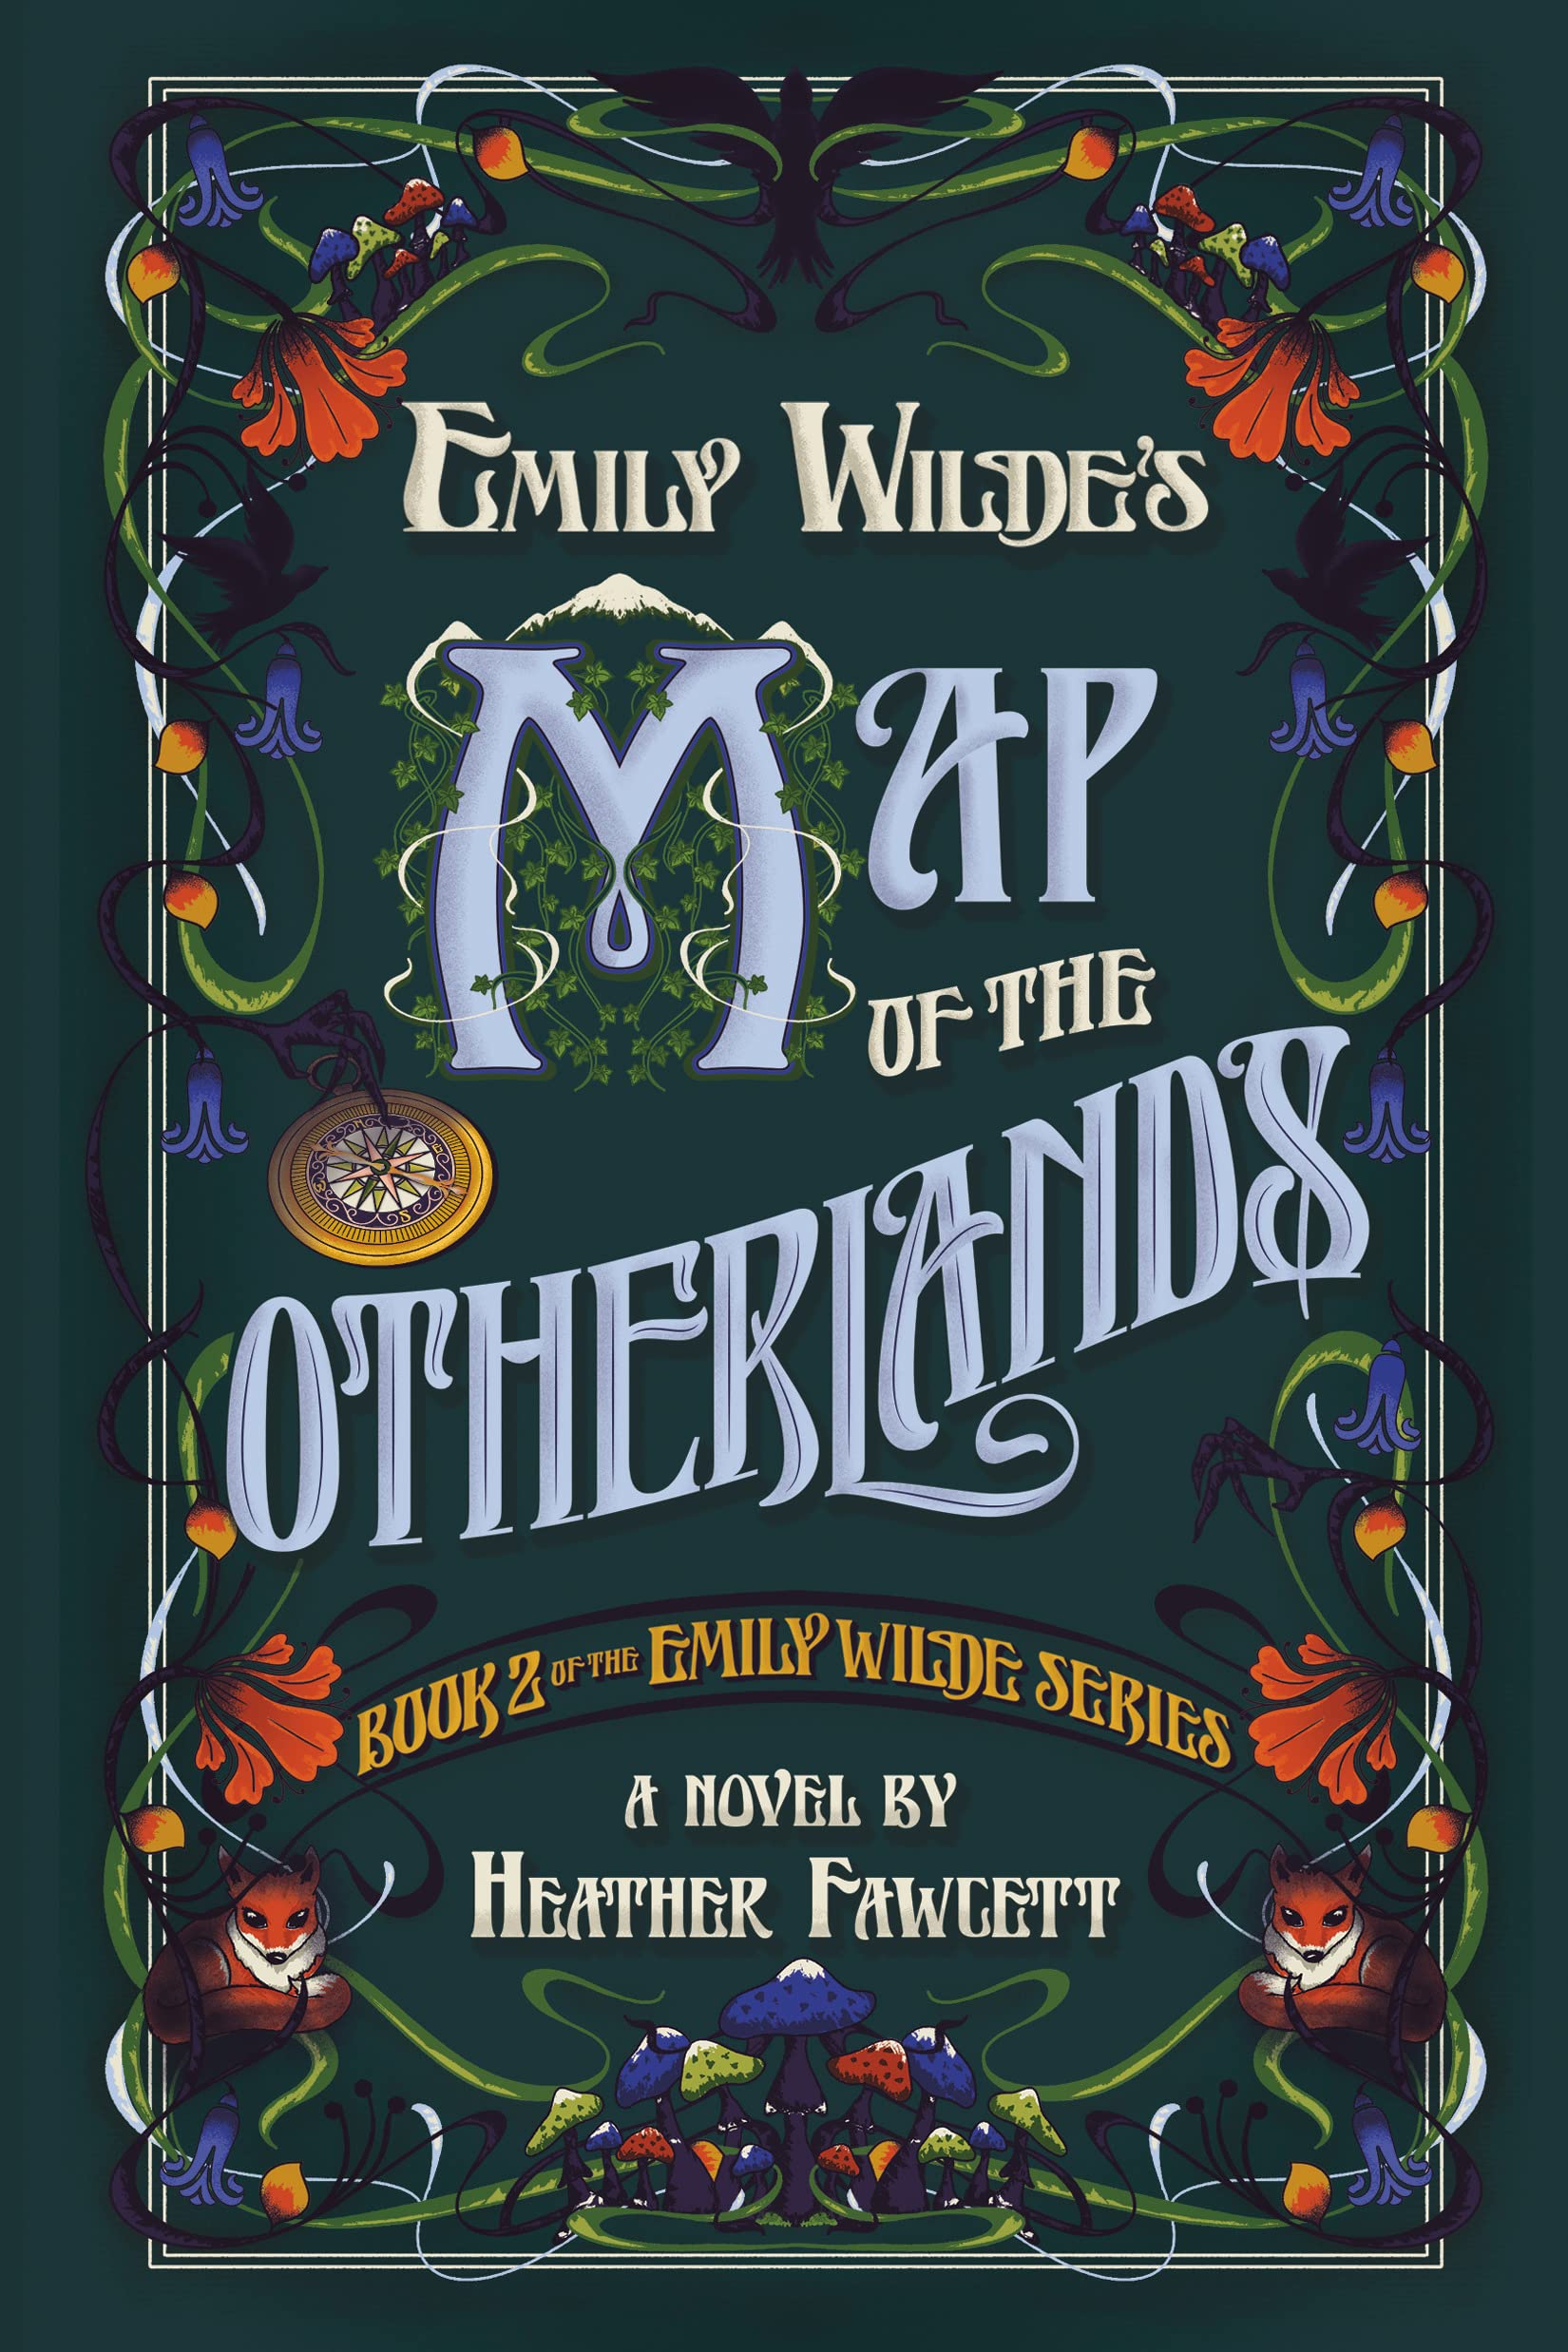 EMILY WILDE'S
MAP
OF THE
OTHERLANDS
BOOK 2 OF THE EMILY WILDE SERIES
A NOVEL BY
HEATHER FAWCETT